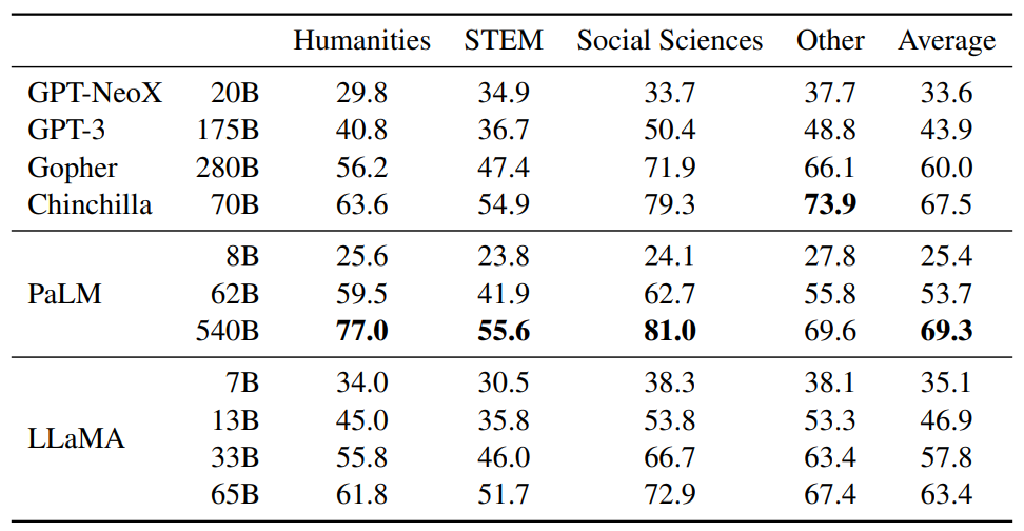 Humanities STEM Social Sciences Other Average
GPT-NeoX 20B 29.8 34.9 33.7 37.7 33.6
GPT-3 175B 40.8 36.7 50.4 48.8 43.9
Gopher 280B 56.2 47.4 71.9 66.1 60.0
Chinchilla 70B 63.6 54.9 79.3 73.9 67.5
8B 25.6 23.8 24.1 27.8 25.4
PaLM 62B 59.5 41.9 62.7 55.8 53.7
540B 77.0 55.6 81.0 69.6 69.3
7B 34.0 30.5 38.3 38.1 35.1
13B 45.0 35.8 53.8 53.3 46.9
LLaMA
33B 55.8 46.0 66.7 63.4 57.8
65B 61.8 51.7 72.9 67.4 63.4